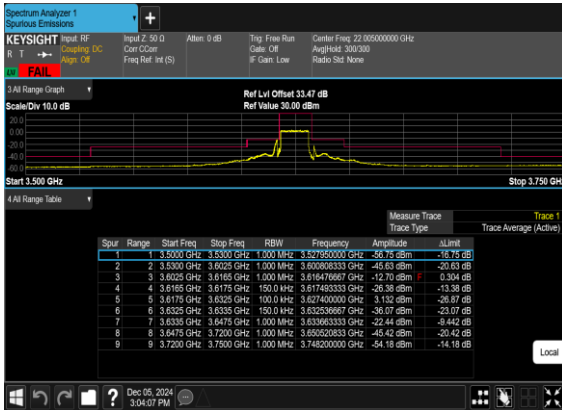 Spectrum Analyzer 1
Spurious Emissions
KEYSIGHT
R T
LV
FAIL
Input: RF
Coupling: DC
Align: Off
Input Z: 50 Ω
Corr CCorr
Freq Ref: Int (S)
Atten: 0 dB
Trig: Free Run
Gate: Off
IF Gain: Low
Center Freq: 22.005000000 GHz
Avg|Hold: 300/300
Radio Std: None
3 All Range Graph
Scale/Div 10.0 dB
Ref Lvl Offset 33.47 dB
Ref Value 30.00 dBm
20.0
0.00
-20.0
-40.0
-60.0
Start 3.500 GHz
Stop 3.750 GHz
4 All Range Table
Measure Trace Trace 1
Trace Type Trace Average (Active)
Spur Range Start Freq Stop Freq RBW Frequency Amplitude ΔLimit
1 1 3.5000 GHz 3.5300 GHz 1.000 MHz 3.527950000 GHz -56.75 dBm -16.75 dB
2 2 3.5300 GHz 3.6025 GHz 1.000 MHz 3.600808333 GHz -45.63 dBm -20.63 dB
3 3 3.6025 GHz 3.6165 GHz 1.000 MHz 3.616476667 GHz -12.70 dBm F 0.304 dB
4 4 3.6165 GHz 3.6175 GHz 150.0 kHz 3.617493333 GHz -26.38 dBm -13.38 dB
5 5 3.6175 GHz 3.6325 GHz 100.0 kHz 3.627400000 GHz 3.132 dBm -26.87 dB
6 6 3.6325 GHz 3.6335 GHz 150.0 kHz 3.632536667 GHz -36.07 dBm -23.07 dB
7 7 3.6335 GHz 3.6475 GHz 1.000 MHz 3.633663333 GHz -22.44 dBm -9.442 dB
8 8 3.6475 GHz 3.7200 GHz 1.000 MHz 3.650520833 GHz -45.42 dBm -20.42 dB
9 9 3.7200 GHz 3.7500 GHz 1.000 MHz 3.748200000 GHz -54.18 dBm -14.18 dB
Local
Dec 05, 2024
3:04:07 PM